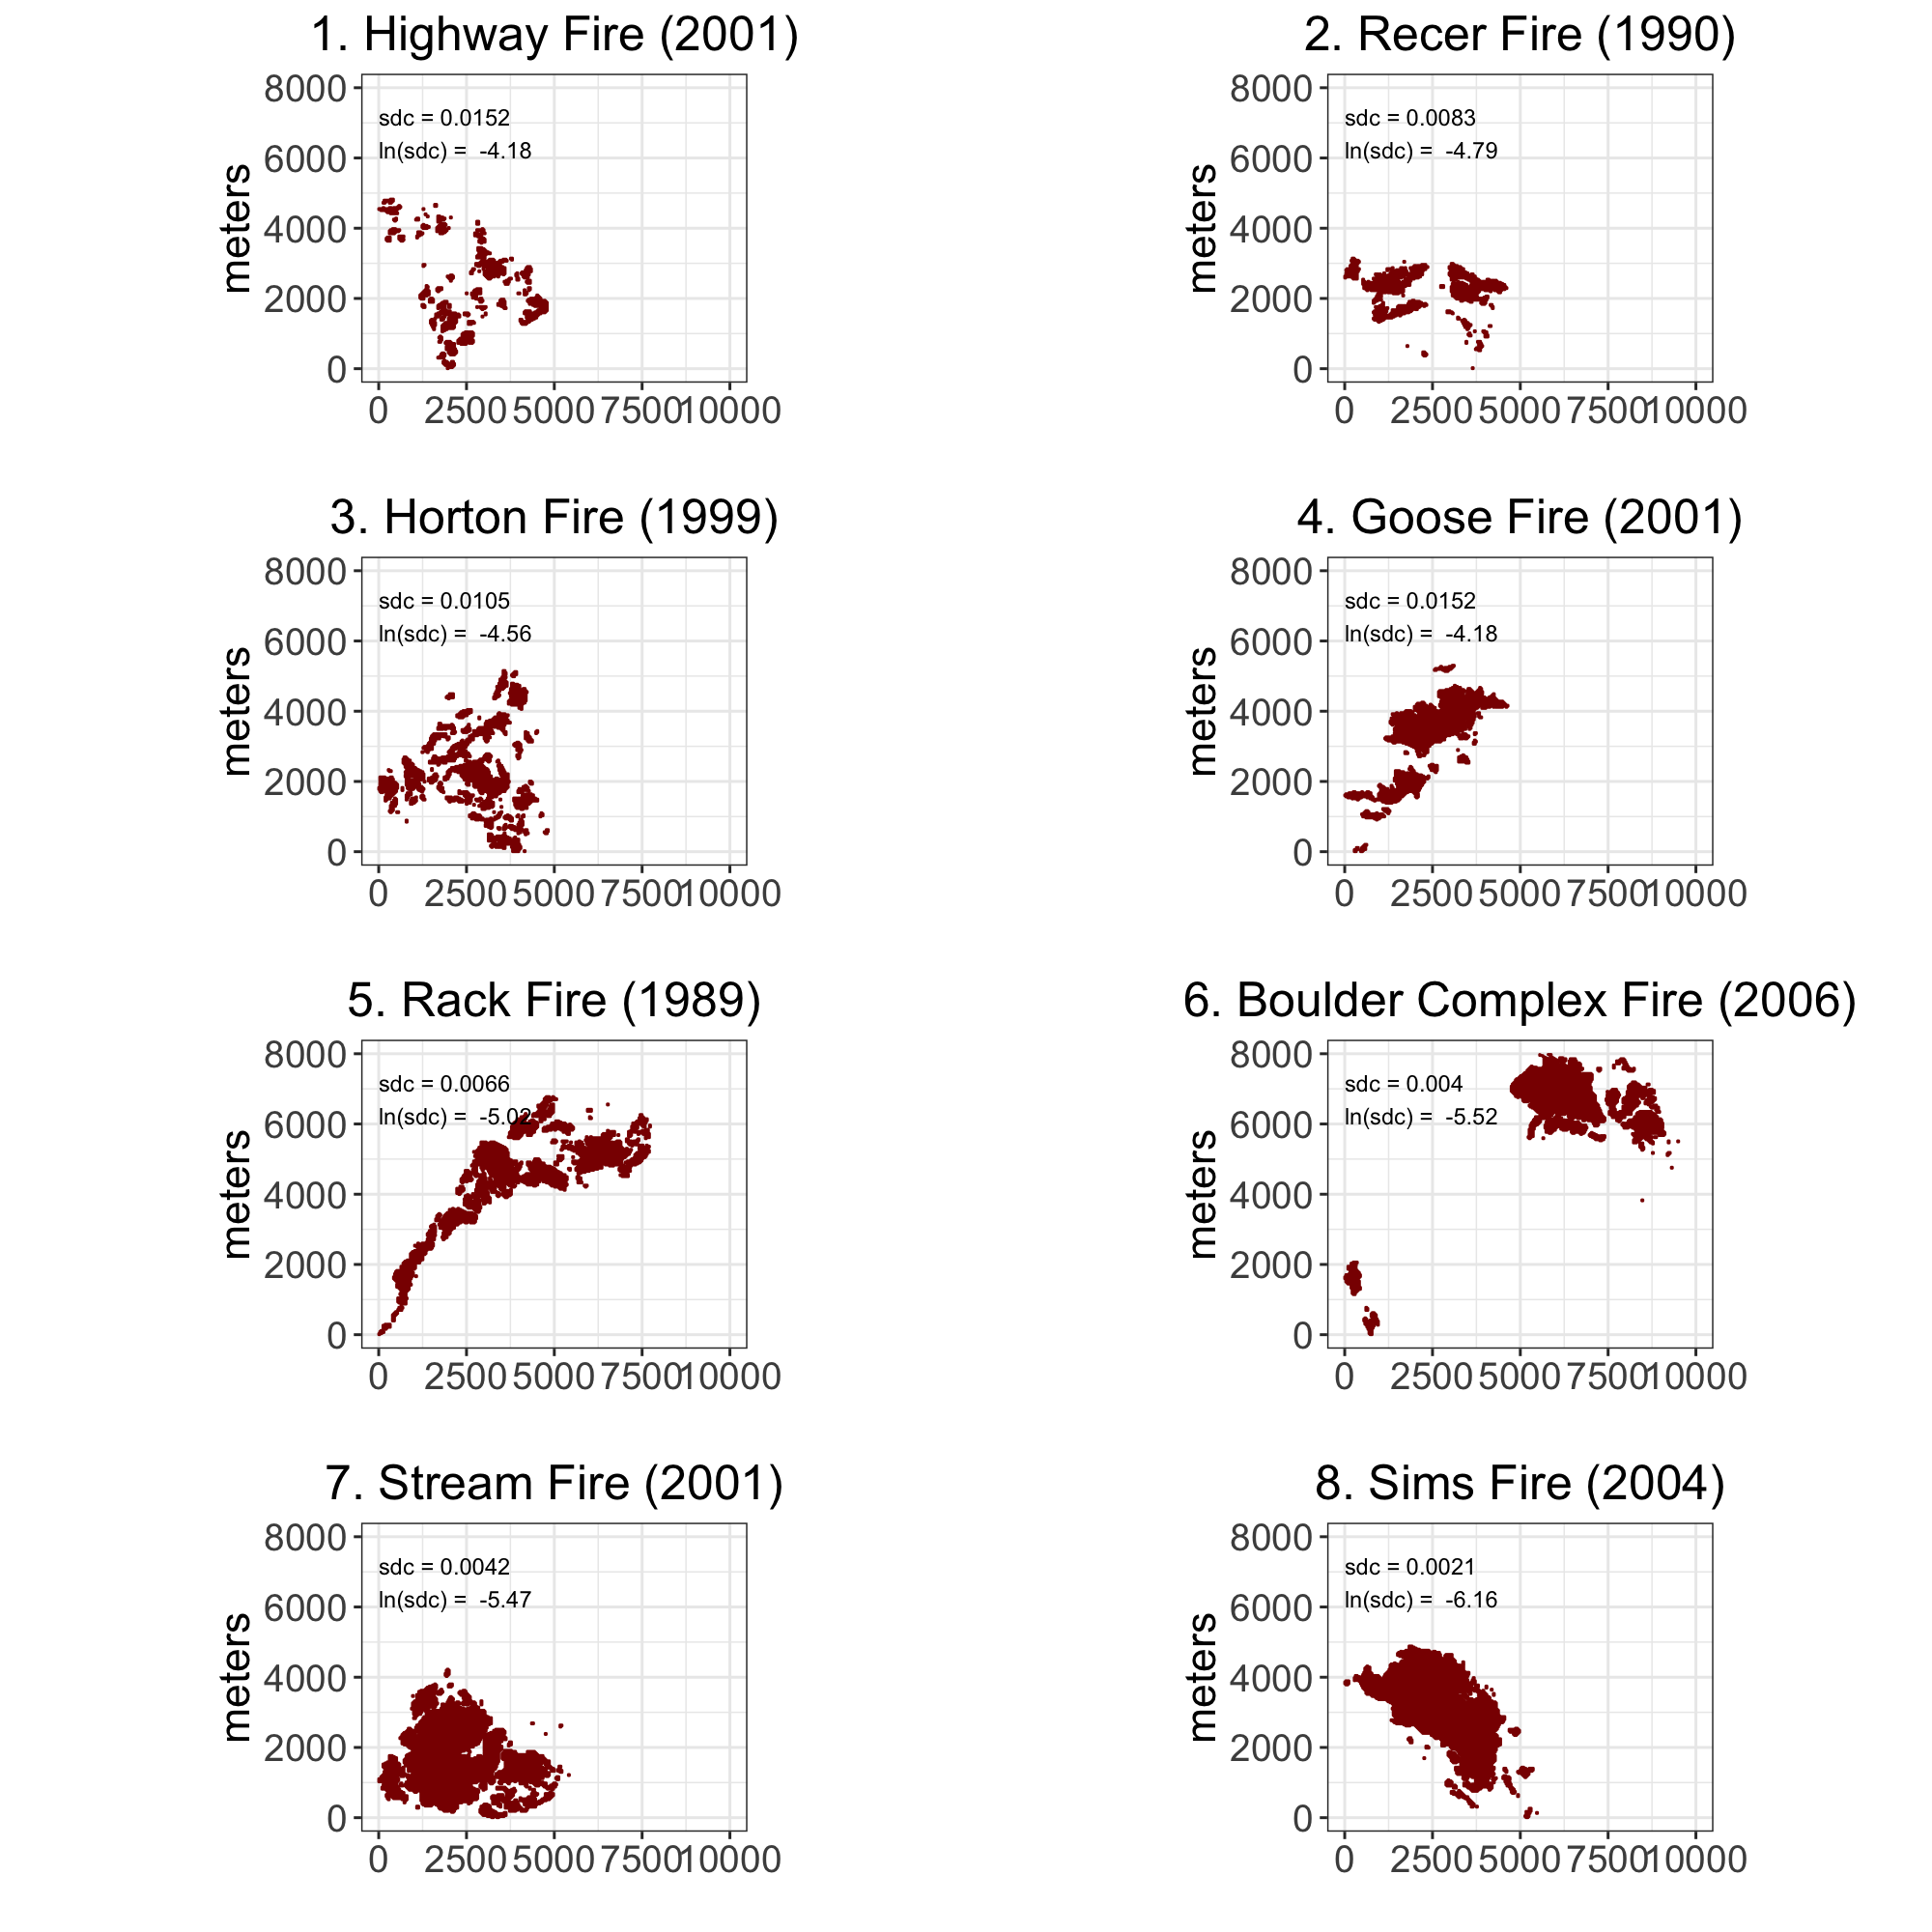 1. Highway Fire (2001)
8000
6000
4000
2000
0
meters
sdc = 0.0152
ln(sdc) = -4.18
0 2500 5000 7500 10000
2. Recer Fire (1990)
8000
6000
4000
2000
0
meters
sdc = 0.0083
ln(sdc) = -4.79
0 2500 5000 7500 10000
3. Horton Fire (1999)
8000
6000
4000
2000
0
meters
sdc = 0.0105
ln(sdc) = -4.56
0 2500 5000 7500 10000
4. Goose Fire (2001)
8000
6000
4000
2000
0
meters
sdc = 0.0152
ln(sdc) = -4.18
0 2500 5000 7500 10000
5. Rack Fire (1989)
8000
6000
4000
2000
0
meters
sdc = 0.0066
ln(sdc) = -5.02
0 2500 5000 7500 10000
6. Boulder Complex Fire (2006)
8000
6000
4000
2000
0
meters
sdc = 0.004
ln(sdc) = -5.52
0 2500 5000 7500 10000
7. Stream Fire (2001)
8000
6000
4000
2000
0
meters
sdc = 0.0042
ln(sdc) = -5.47
0 2500 5000 7500 10000
8. Sims Fire (2004)
8000
6000
4000
2000
0
meters
sdc = 0.0021
ln(sdc) = -6.16
0 2500 5000 7500 10000